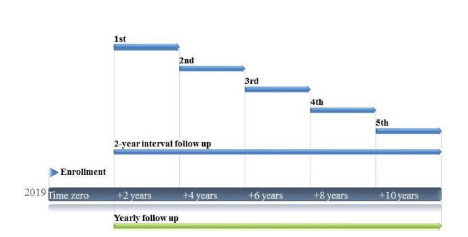 1st
2nd
3rd
4th
5th
2-year interval follow up
Enrollment
2019 Time zero +2 years +4 years +6 years +8 years +10 years
Yearly follow up